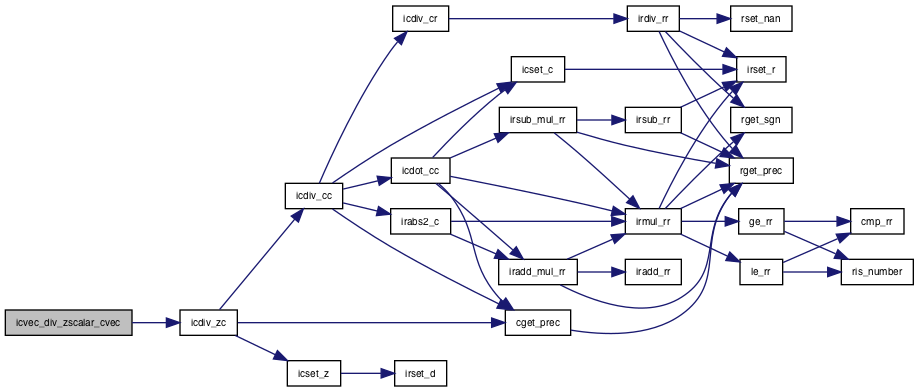 icdiv_cr
irdiv_rr
rset_nan
icset_c
irset_r
irsub_mul_rr
irsub_rr
rget_sgn
icdot_cc
rget_prec
icdiv_cc
irabs2_c
irmul_rr
ge_rr
cmp_rr
iradd_mul_rr
iradd_rr
le_rr
ris_number
icvec_div_zscalar_cvec
icdiv_zc
cget_prec
icset_z
irset_d